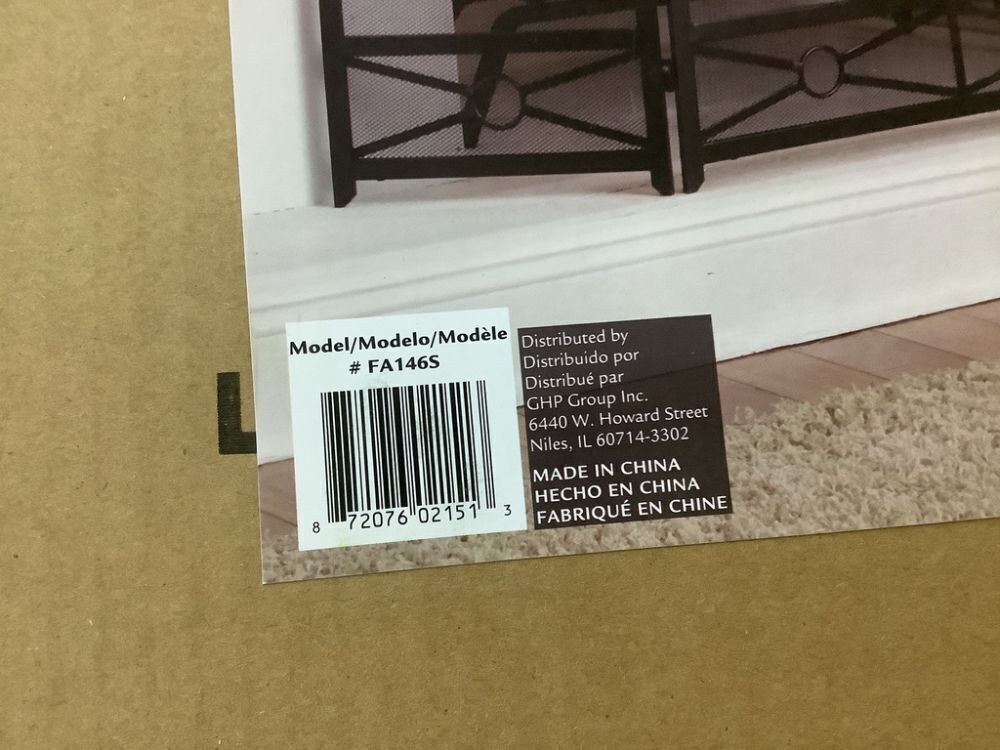 Model/Modelo/Modèle
# FA146S
8 72076 02151 3
Distributed by
Distribuido por
Distribué par
GHP Group Inc.
6440 W. Howard Street
Niles, IL 60714-3302
MADE IN CHINA
HECHO EN CHINA
FABRIQUÉ EN CHINE